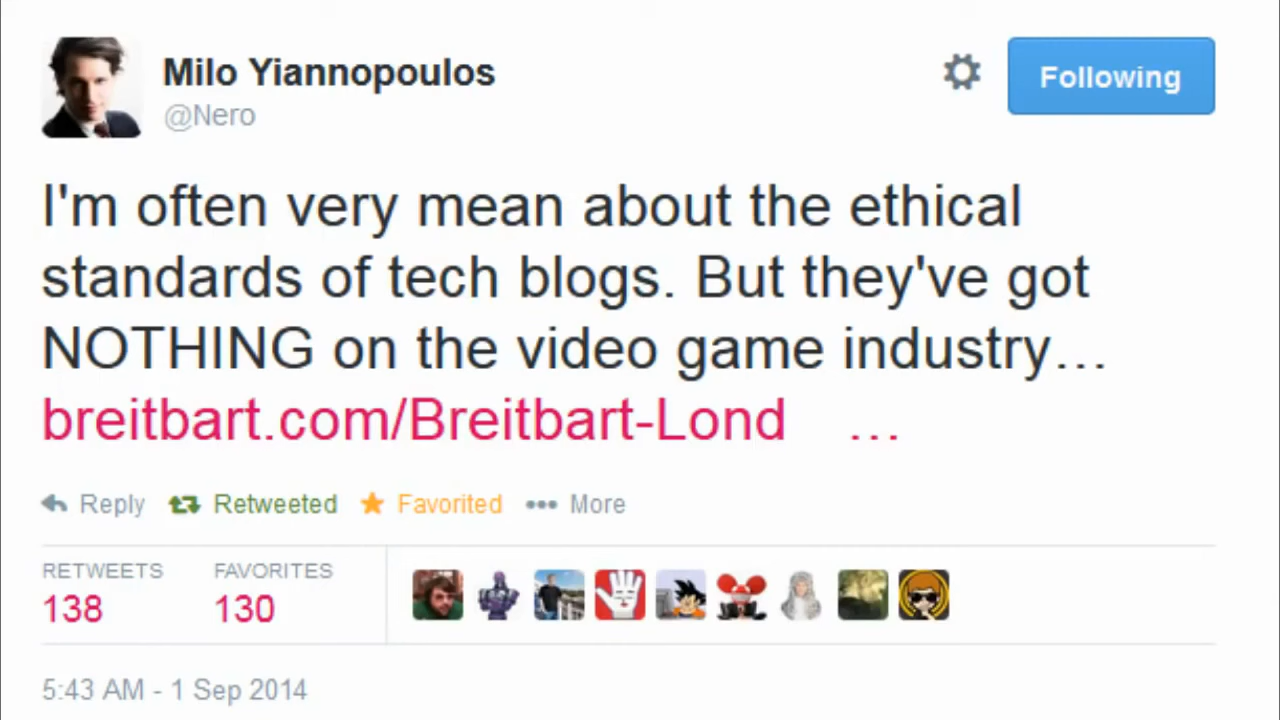 Milo Yiannopoulos
@Nero
Following
I'm often very mean about the ethical
standards of tech blogs. But they've got
NOTHING on the video game industry…
breitbart.com/Breitbart-Lond …
Reply Retweeted Favorited More
RETWEETS FAVORITES
138 130
5:43 AM - 1 Sep 2014